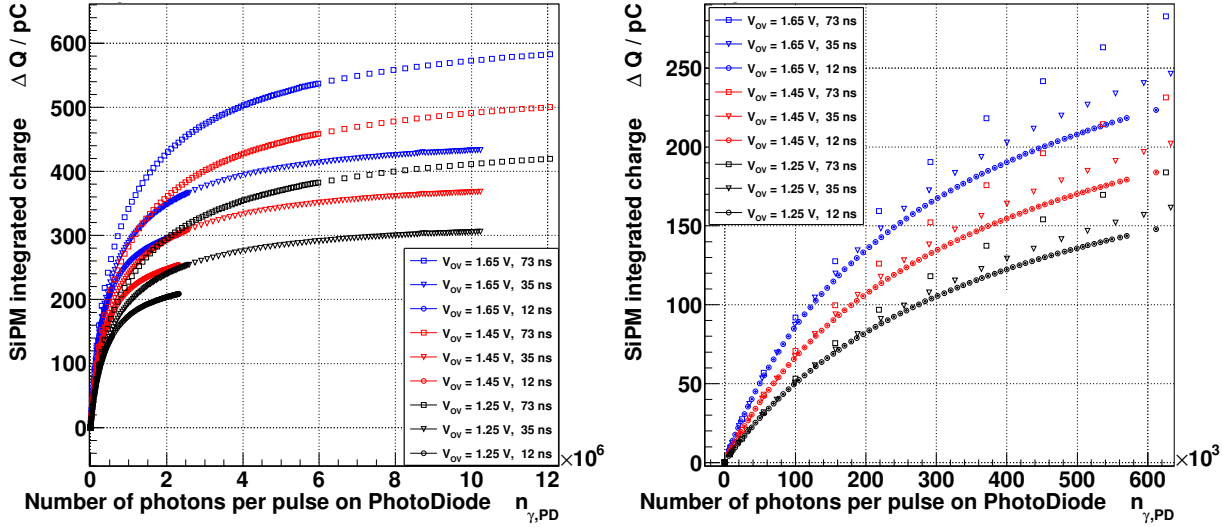 SiPM integrated charge Δ Q / pC
600
500
400
300
200
100
0
V_OV = 1.65 V, 73 ns
V_OV = 1.65 V, 35 ns
V_OV = 1.65 V, 12 ns
V_OV = 1.45 V, 73 ns
V_OV = 1.45 V, 35 ns
V_OV = 1.45 V, 12 ns
V_OV = 1.25 V, 73 ns
V_OV = 1.25 V, 35 ns
V_OV = 1.25 V, 12 ns
0 2 4 6 8 10 12
×10^6
Number of photons per pulse on PhotoDiode n_γ,PD
SiPM integrated charge Δ Q / pC
250
200
150
100
50
0
V_OV = 1.65 V, 73 ns
V_OV = 1.65 V, 35 ns
V_OV = 1.65 V, 12 ns
V_OV = 1.45 V, 73 ns
V_OV = 1.45 V, 35 ns
V_OV = 1.45 V, 12 ns
V_OV = 1.25 V, 73 ns
V_OV = 1.25 V, 35 ns
V_OV = 1.25 V, 12 ns
0 100 200 300 400 500 600
×10^3
Number of photons per pulse on PhotoDiode n_γ,PD